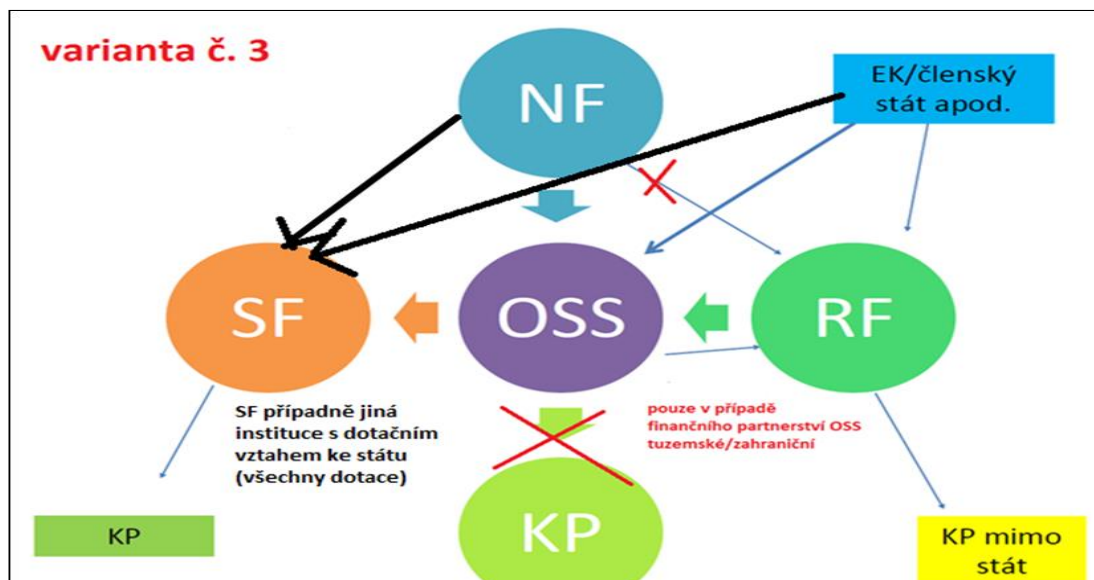 varianta č. 3
NF
EK/členský
stát apod.
SF
OSS
RF
SF případně jiná
instituce s dotačním
vztahem ke státu
(všechny dotace)
pouze v případě
finančního partnerství OSS
tuzemské/zahraniční
KP
KP
KP mimo
stát